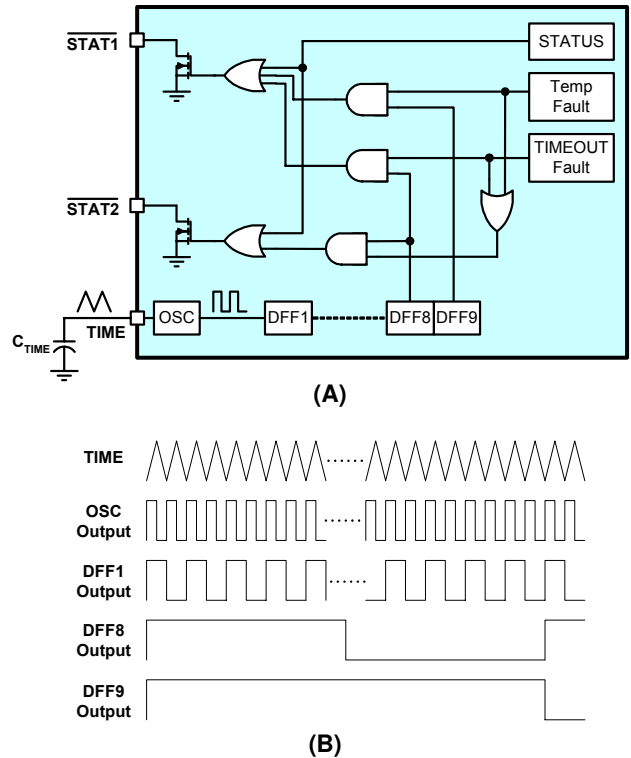 STAT1
STATUS
Temp
Fault
TIMEOUT
Fault
STAT2
OSC
DFF1
DFF8
DFF9
TIME
CTIME
(A)
TIME
OSC
Output
DFF1
Output
DFF8
Output
DFF9
Output
(B)